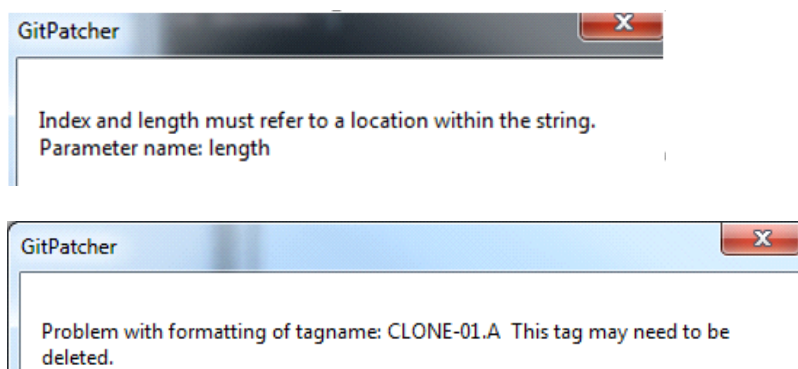 GitPatcher
Index and length must refer to a location within the string.
Parameter name: length
GitPatcher
Problem with formatting of tagname: CLONE-01.A  This tag may need to be
deleted.